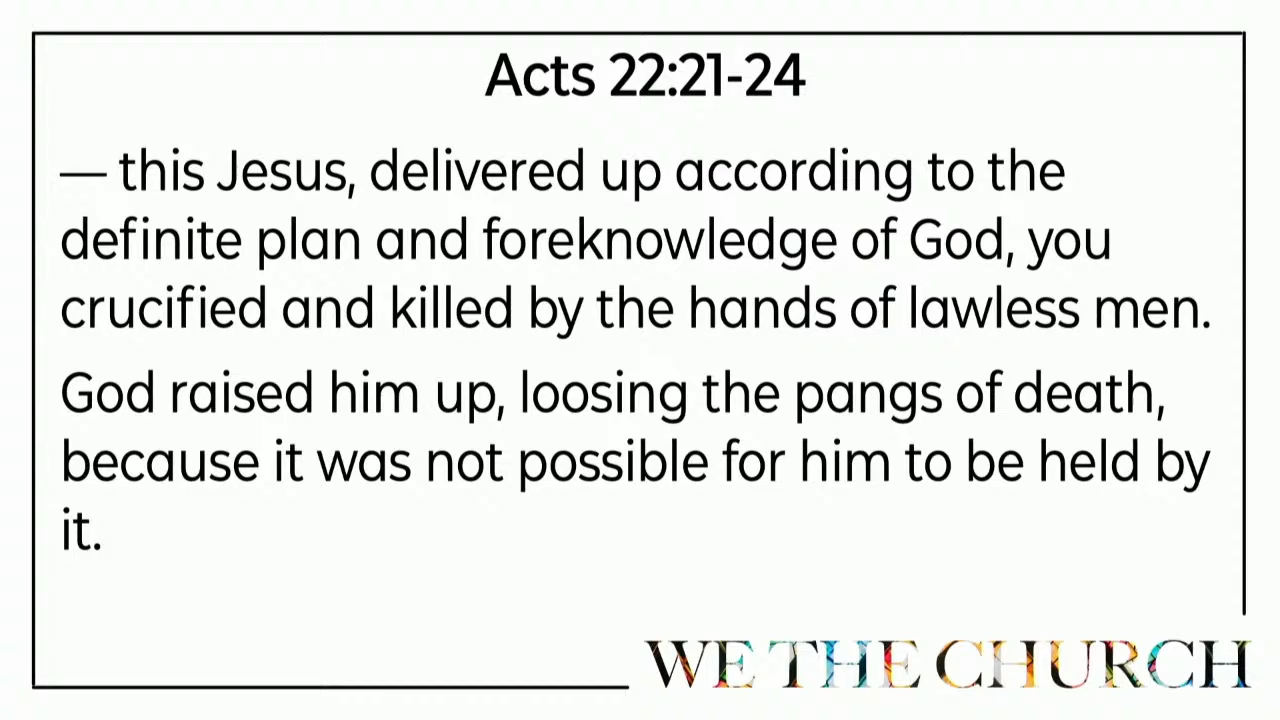 Acts 22:21-24
— this Jesus, delivered up according to the
definite plan and foreknowledge of God, you
crucified and killed by the hands of lawless men.
God raised him up, loosing the pangs of death,
because it was not possible for him to be held by
it.
WE THE CHURCH